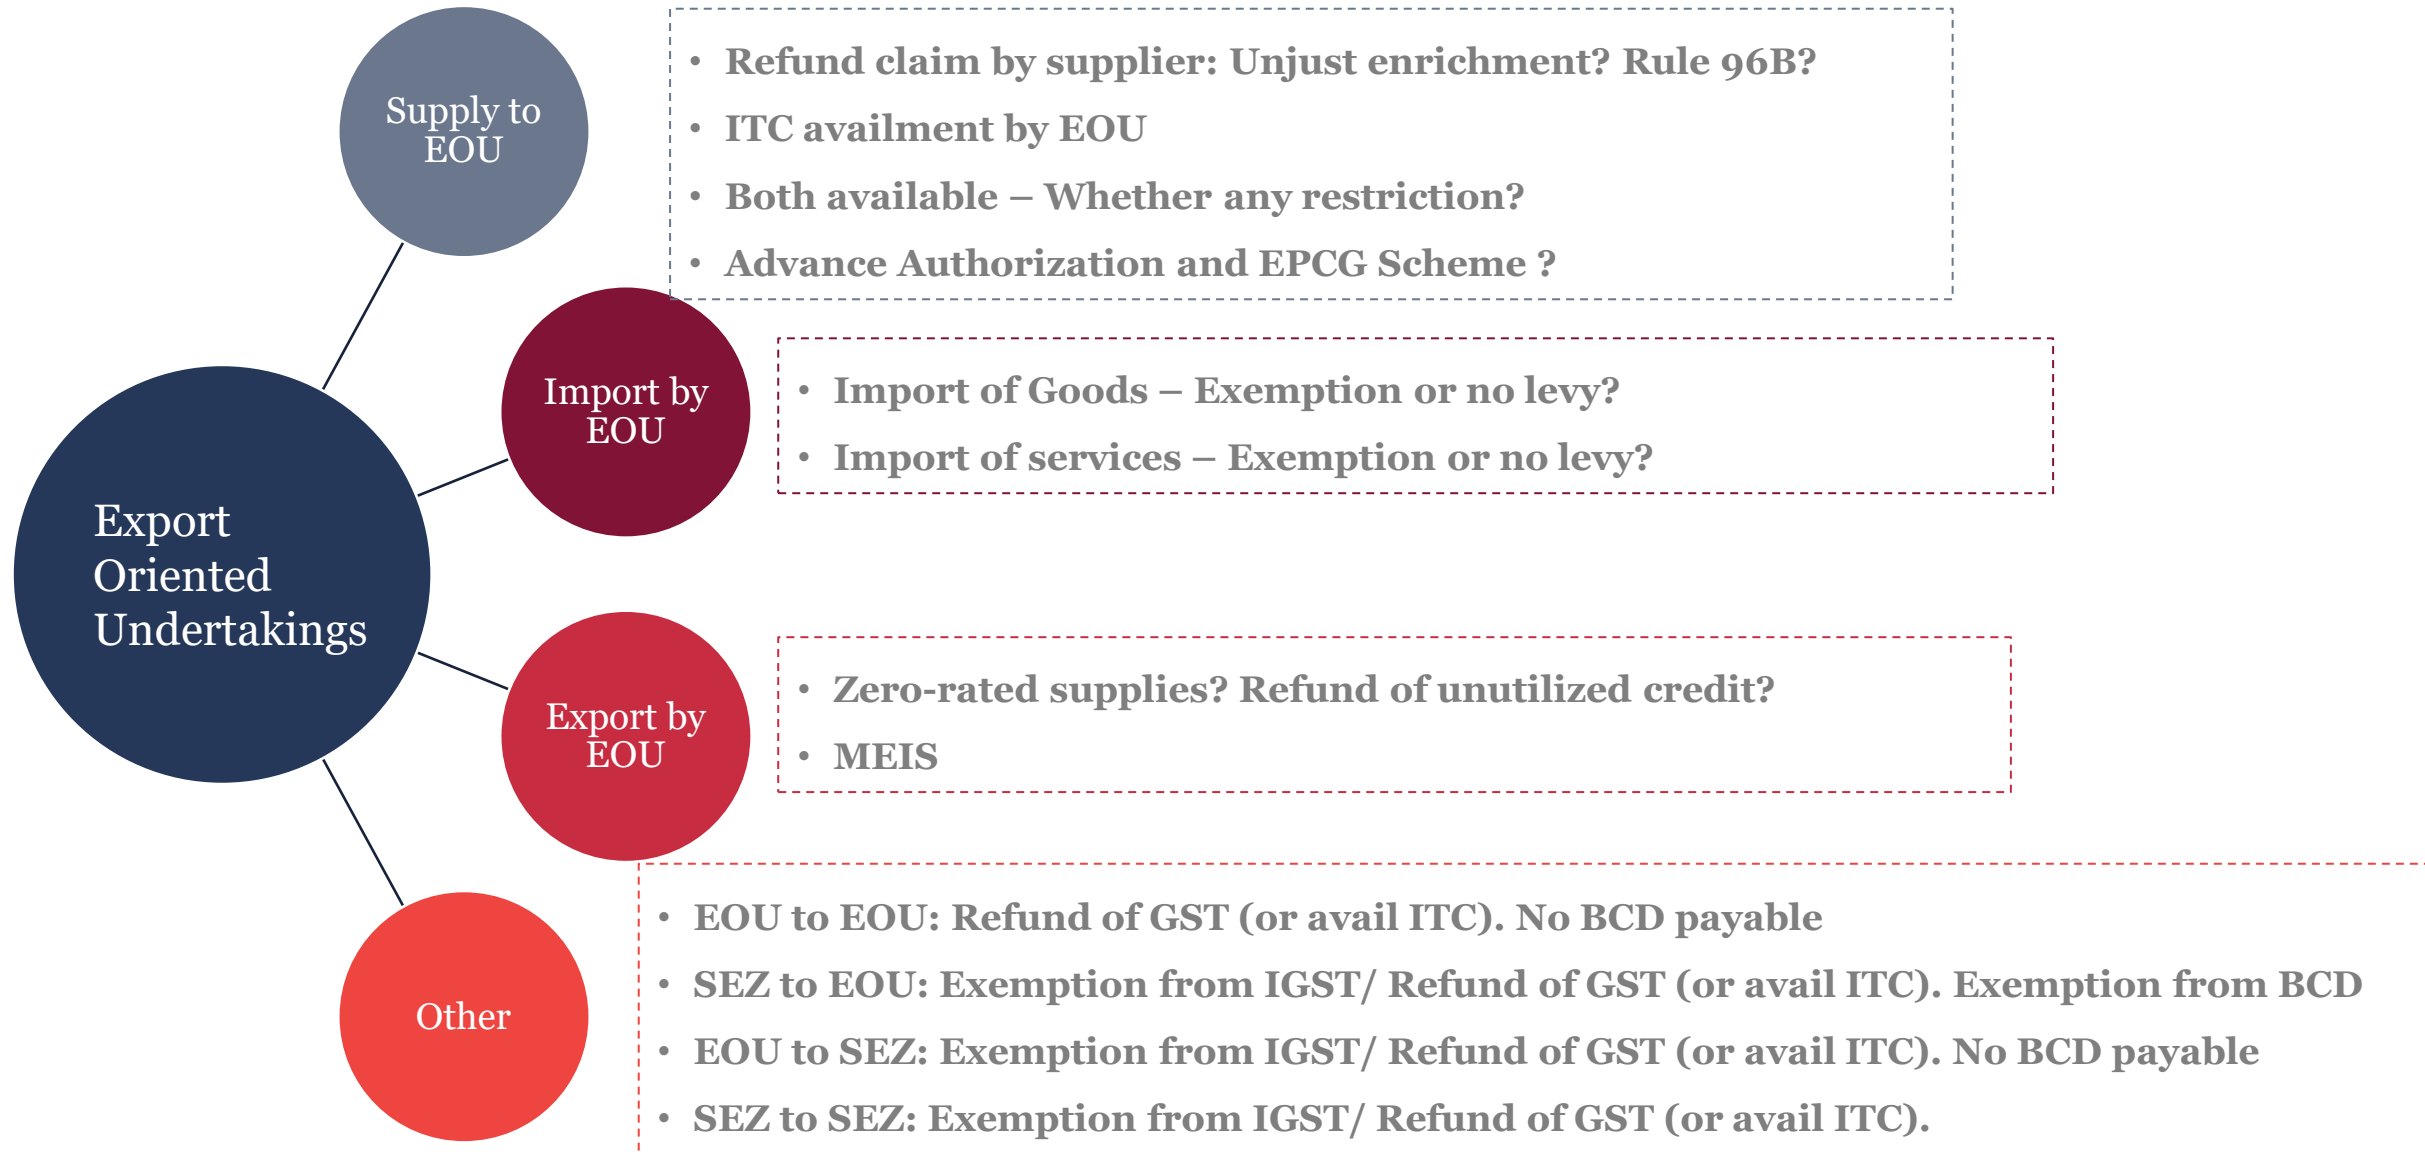 Supply to
EOU
• Refund claim by supplier: Unjust enrichment? Rule 96B?
• ITC availment by EOU
• Both available – Whether any restriction?
• Advance Authorization and EPCG Scheme ?
Import by
EOU
• Import of Goods – Exemption or no levy?
• Import of services – Exemption or no levy?
Export
Oriented
Undertakings
Export by
EOU
• Zero-rated supplies? Refund of unutilized credit?
• MEIS
Other
• EOU to EOU: Refund of GST (or avail ITC). No BCD payable
• SEZ to EOU: Exemption from IGST/ Refund of GST (or avail ITC). Exemption from BCD
• EOU to SEZ: Exemption from IGST/ Refund of GST (or avail ITC). No BCD payable
• SEZ to SEZ: Exemption from IGST/ Refund of GST (or avail ITC).